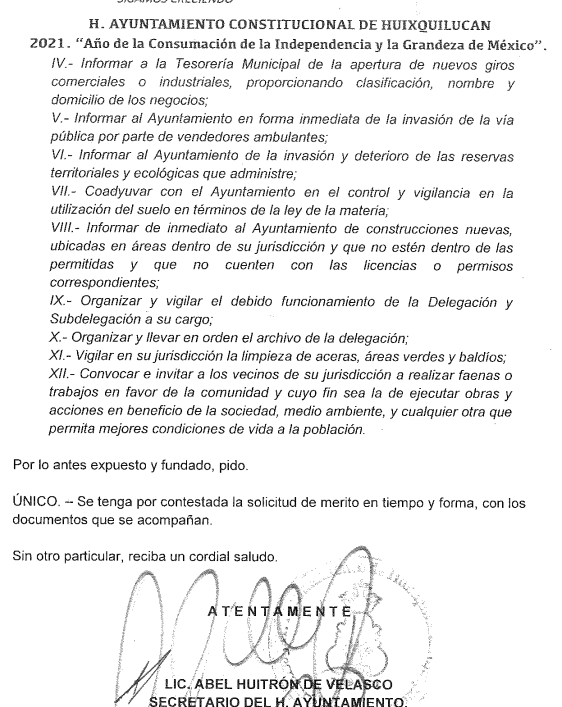 SIGAMOS CRECIENDO
H. AYUNTAMIENTO CONSTITUCIONAL DE HUIXQUILUCAN
2021. “Año de la Consumación de la Independencia y la Grandeza de México”.
IV.- Informar a la Tesorería Municipal de la apertura de nuevos giros
comerciales o industriales, proporcionando clasificación, nombre y
domicilio de los negocios;
V.- Informar al Ayuntamiento en forma inmediata de la invasión de la vía
pública por parte de vendedores ambulantes;
VI.- Informar al Ayuntamiento de la invasión y deterioro de las reservas
territoriales y ecológicas que administre;
VII.- Coadyuvar con el Ayuntamiento en el control y vigilancia en la
utilización del suelo en términos de la ley de la materia;
VIII.- Informar de inmediato al Ayuntamiento de construcciones nuevas,
ubicadas en áreas dentro de su jurisdicción y que no estén dentro de las
permitidas y que no cuenten con las licencias o permisos
correspondientes;
IX.- Organizar y vigilar el debido funcionamiento de la Delegación y
Subdelegación a su cargo;
X.- Organizar y llevar en orden el archivo de la delegación;
XI.- Vigilar en su jurisdicción la limpieza de aceras, áreas verdes y baldíos;
XII.- Convocar e invitar a los vecinos de su jurisdicción a realizar faenas o
trabajos en favor de la comunidad y cuyo fin sea la de ejecutar obras y
acciones en beneficio de la sociedad, medio ambiente, y cualquier otra que
permita mejores condiciones de vida a la población.
Por lo antes expuesto y fundado, pido.
ÚNICO. – Se tenga por contestada la solicitud de merito en tiempo y forma, con los
documentos que se acompañan.
Sin otro particular, reciba un cordial saludo.
A T E N T A M E N T E
LIC. ABEL HUITRÓN DE VELASCO
SECRETARIO DEL H. AYUNTAMIENTO.